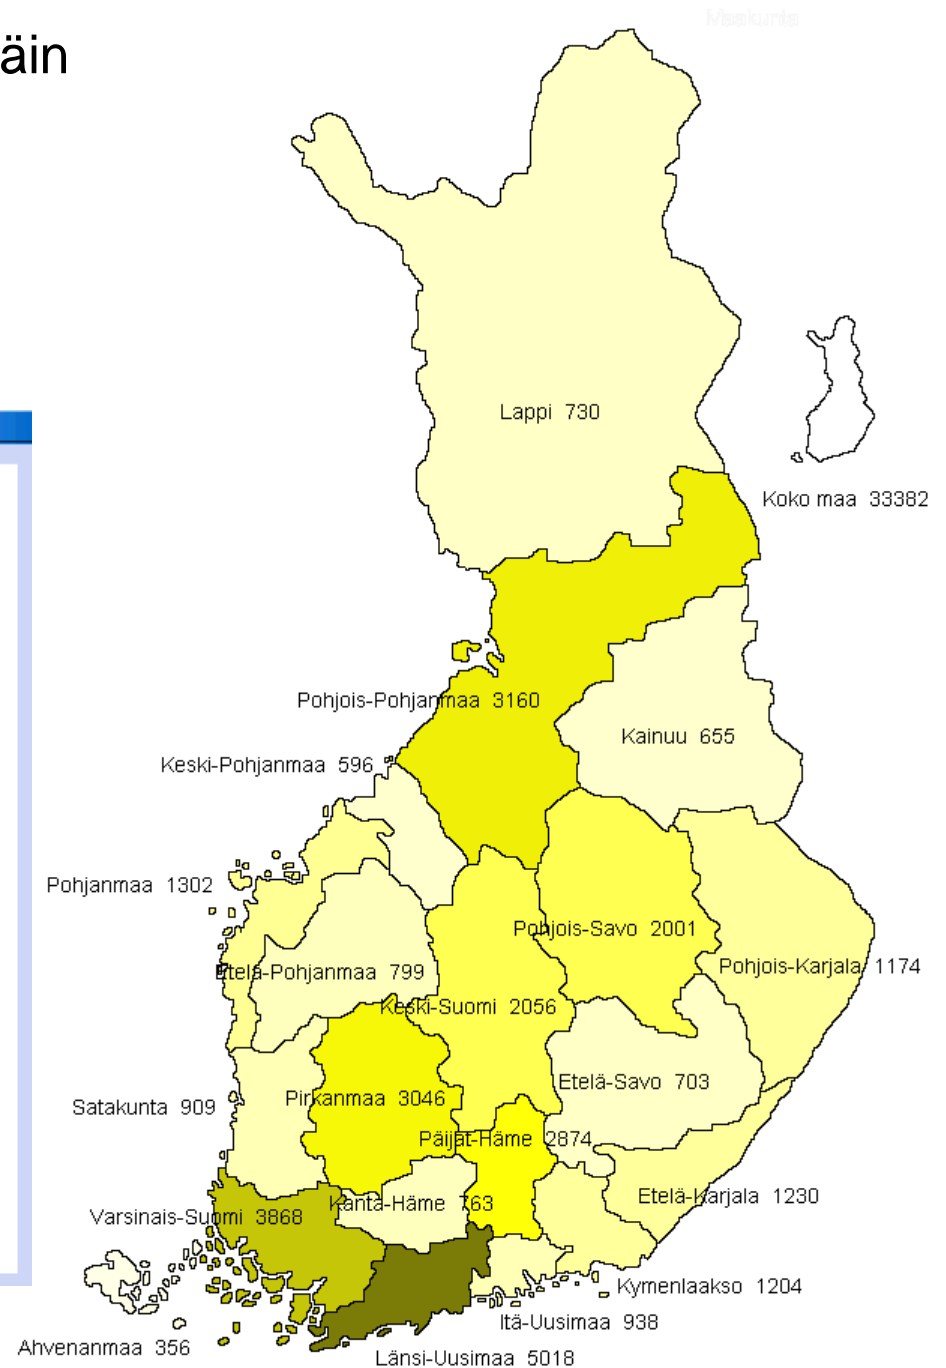 Maakunta
äin
Lappi 730
Koko maa 33382
Pohjois-Pohjanmaa 3160
Kainuu 655
Keski-Pohjanmaa 596
Pohjanmaa 1302
Pohjois-Savo 2001
Etelä-Pohjanmaa 799
Pohjois-Karjala 1174
Keski-Suomi 2056
Etelä-Savo 703
Pirkanmaa 3046
Satakunta 909
Päijät-Häme 2874
Etelä-Karjala 1230
Kanta-Häme 763
Varsinais-Suomi 3868
Kymenlaakso 1204
Itä-Uusimaa 938
Ahvenanmaa 356
Länsi-Uusimaa 5018